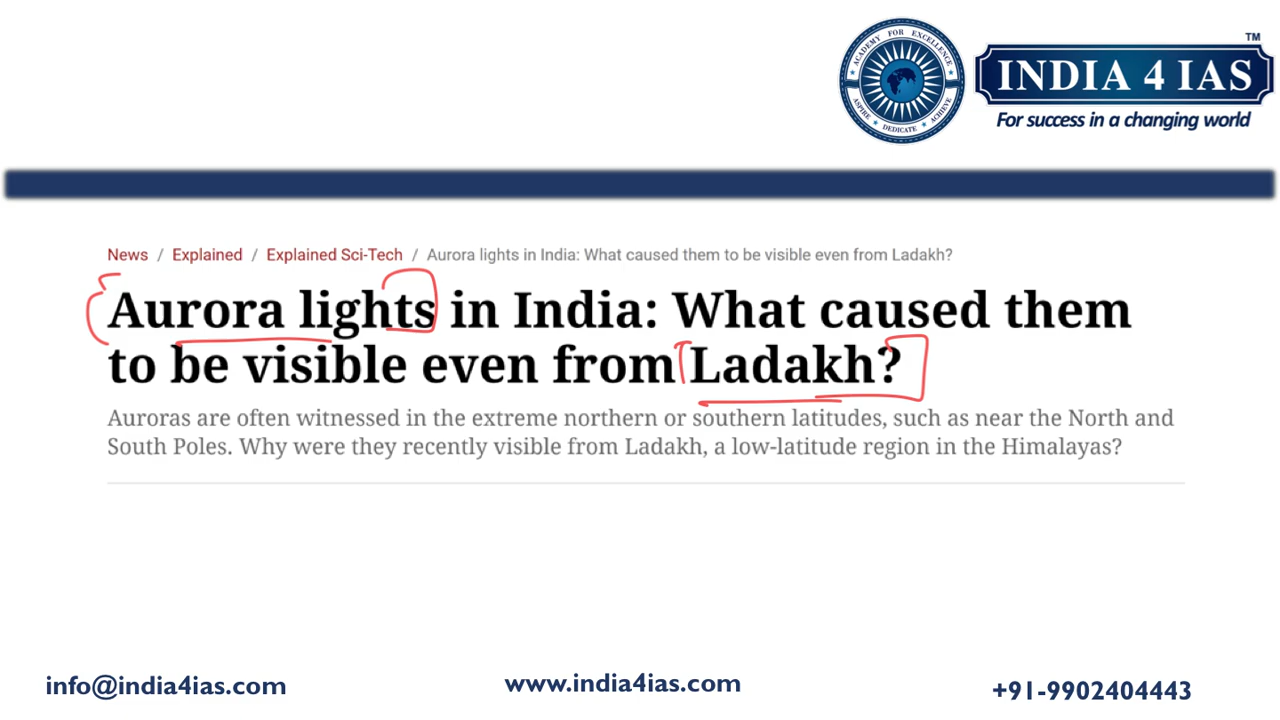 ACADEMY FOR EXCELLENCE
ASPIRE ★ DEDICATE ★ ACHIEVE
TM
INDIA 4 IAS
For success in a changing world
News / Explained / Explained Sci-Tech / Aurora lights in India: What caused them to be visible even from Ladakh?
Aurora lights in India: What caused them
to be visible even from Ladakh?
Auroras are often witnessed in the extreme northern or southern latitudes, such as near the North and
South Poles. Why were they recently visible from Ladakh, a low-latitude region in the Himalayas?
info@india4ias.com
www.india4ias.com
+91-9902404443